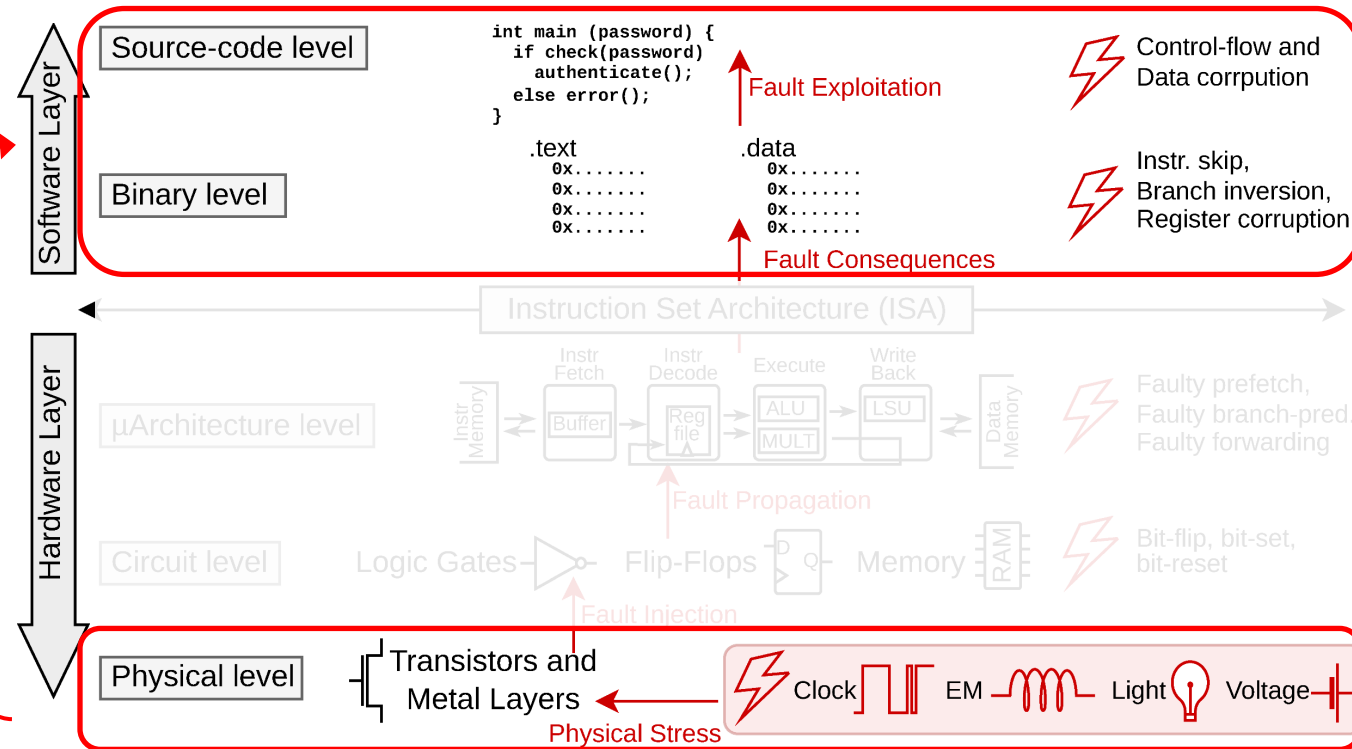 Software Layer
Source-code level
int main (password) {
if check(password)
authenticate();
else error();
}
Fault Exploitation
Control-flow and
Data corrpution
Binary level
.text
0x.......
0x.......
0x.......
0x.......
.data
0x.......
0x.......
0x.......
0x.......
Instr. skip,
Branch inversion,
Register corruption
Fault Consequences
Instruction Set Architecture (ISA)
Hardware Layer
µArchitecture level
Instr
Memory
Instr
Fetch
Buffer
Instr
Decode
Reg
file
Execute
ALU
MULT
Write
Back
LSU
Data
Memory
Faulty prefetch,
Faulty branch-pred.
Faulty forwarding
Fault Propagation
Circuit level
Logic Gates
Flip-Flops
D
Q
Memory
RAM
Bit-flip, bit-set,
bit-reset
Fault Injection
Physical level
Transistors and
Metal Layers
Physical Stress
Clock
EM
Light
Voltage